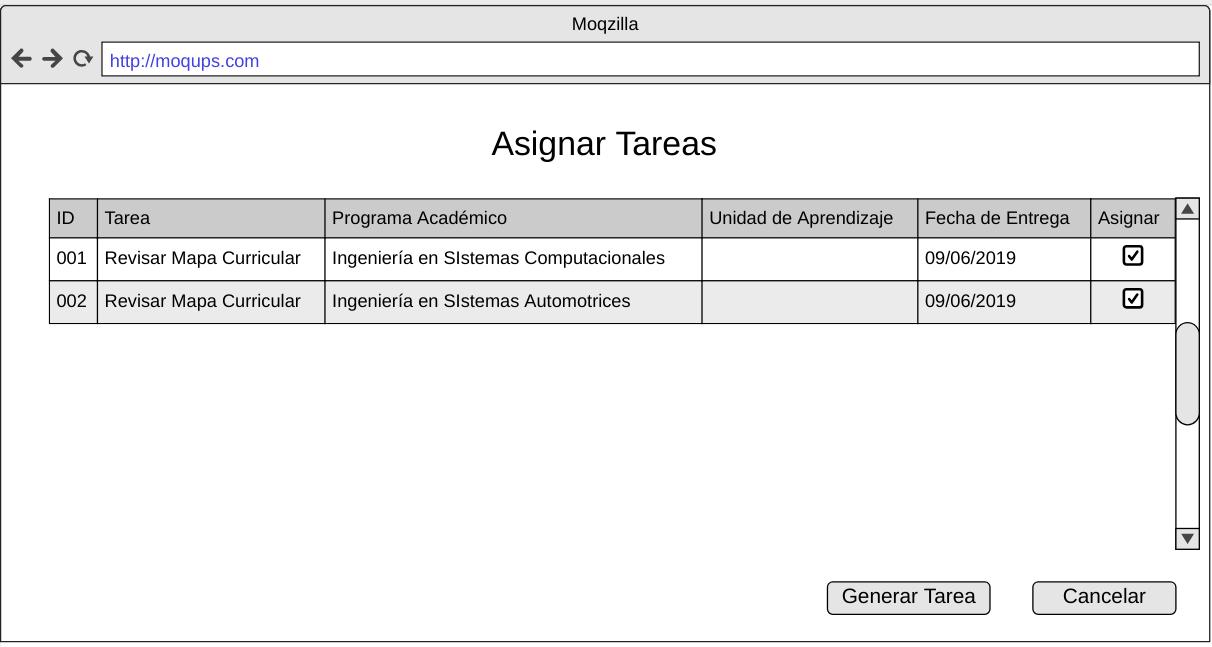 Moqzilla
http://moqups.com
Asignar Tareas
ID Tarea Programa Académico Unidad de Aprendizaje Fecha de Entrega Asignar
001 Revisar Mapa Curricular Ingeniería en SIstemas Computacionales 09/06/2019
002 Revisar Mapa Curricular Ingeniería en SIstemas Automotrices 09/06/2019
Generar Tarea Cancelar